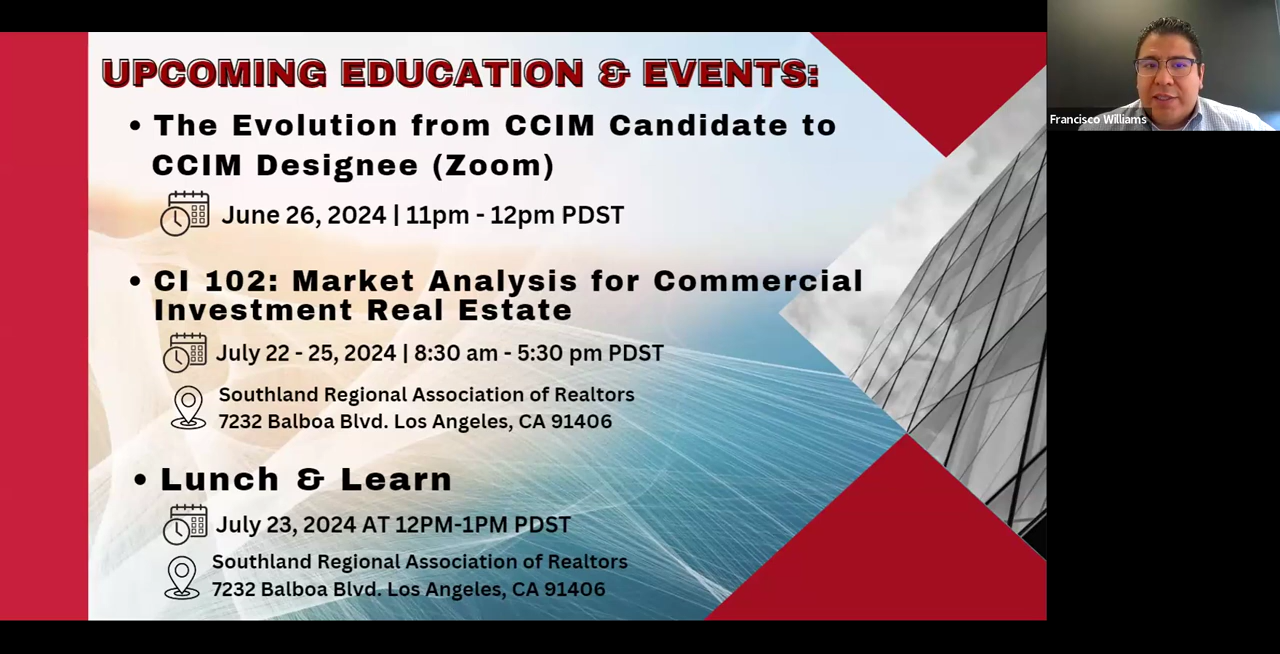 UPCOMING EDUCATION & EVENTS:
• The Evolution from CCIM Candidate to
CCIM Designee (Zoom)
June 26, 2024 | 11pm - 12pm PDST
• CI 102: Market Analysis for Commercial
Investment Real Estate
July 22 - 25, 2024 | 8:30 am - 5:30 pm PDST
Southland Regional Association of Realtors
7232 Balboa Blvd. Los Angeles, CA 91406
• Lunch & Learn
July 23, 2024 AT 12PM-1PM PDST
Southland Regional Association of Realtors
7232 Balboa Blvd. Los Angeles, CA 91406
Francisco Williams